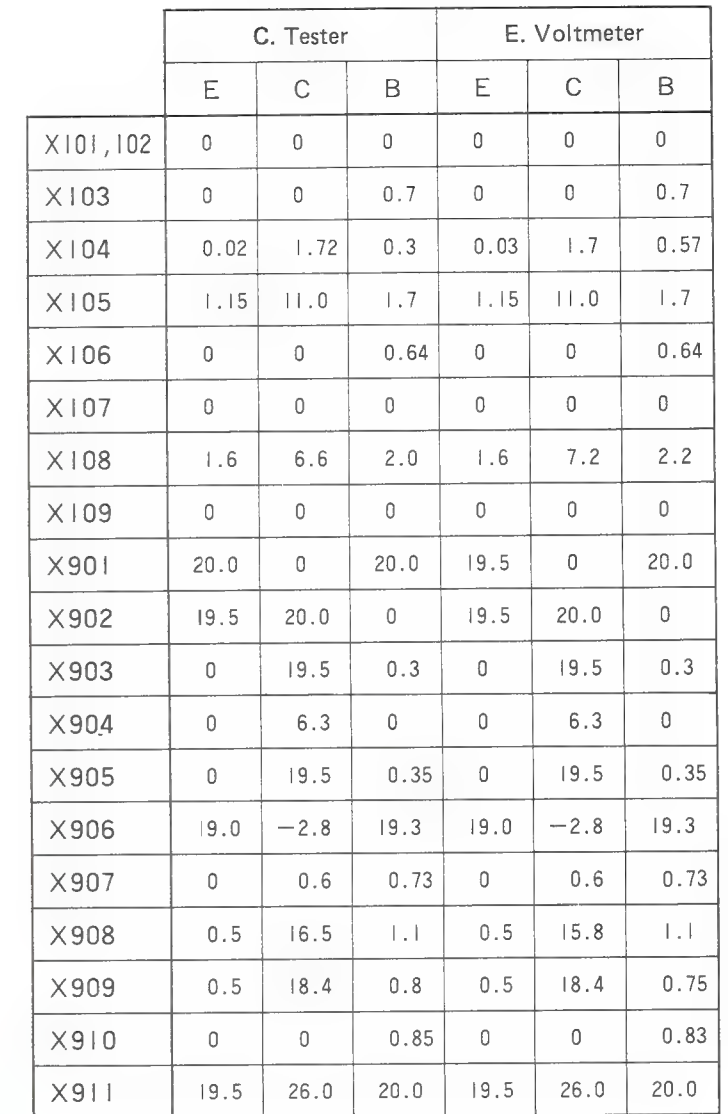 C. Tester E. Voltmeter
E C B E C B
X101,102 0 0 0 0 0 0
X103 0 0 0.7 0 0 0.7
X104 0.02 1.72 0.3 0.03 1.7 0.57
X105 1.15 11.0 1.7 1.15 11.0 1.7
X106 0 0 0.64 0 0 0.64
X107 0 0 0 0 0 0
X108 1.6 6.6 2.0 1.6 7.2 2.2
X109 0 0 0 0 0 0
X901 20.0 0 20.0 19.5 0 20.0
X902 19.5 20.0 0 19.5 20.0 0
X903 0 19.5 0.3 0 19.5 0.3
X904 0 6.3 0 0 6.3 0
X905 0 19.5 0.35 0 19.5 0.35
X906 19.0 −2.8 19.3 19.0 −2.8 19.3
X907 0 0.6 0.73 0 0.6 0.73
X908 0.5 16.5 1.1 0.5 15.8 1.1
X909 0.5 18.4 0.8 0.5 18.4 0.75
X910 0 0 0.85 0 0 0.83
X911 19.5 26.0 20.0 19.5 26.0 20.0